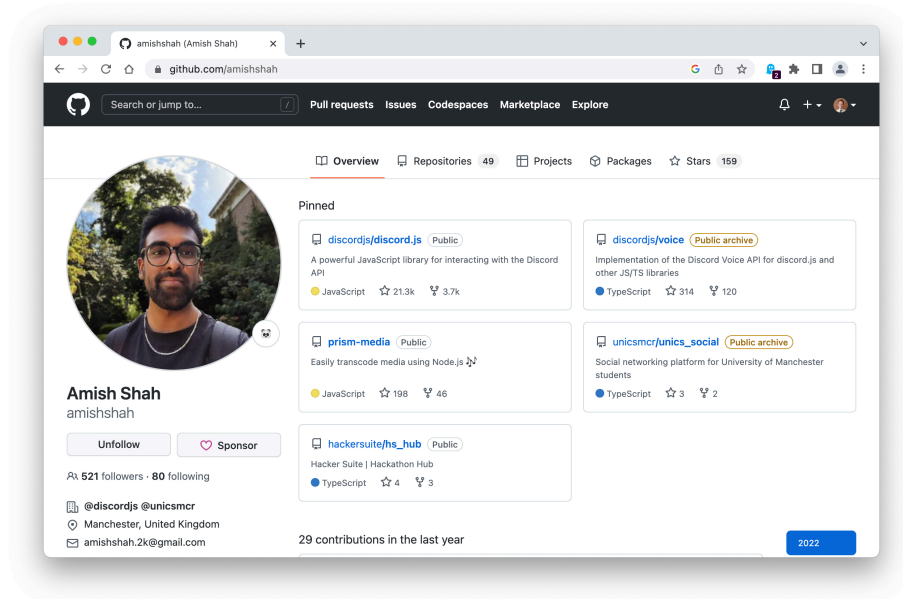 amishshah (Amish Shah)
github.com/amishshah
2
Search or jump to...
/
Pull requests Issues Codespaces Marketplace Explore
Overview Repositories 49 Projects Packages Stars 159
Pinned
discordjs/discord.js Public
A powerful JavaScript library for interacting with the Discord
API
JavaScript 21.3k 3.7k
discordjs/voice Public archive
Implementation of the Discord Voice API for discord.js and
other JS/TS libraries
TypeScript 314 120
prism-media Public
Easily transcode media using Node.js
JavaScript 198 46
unicsmcr/unics_social Public archive
Social networking platform for University of Manchester
students
TypeScript 3 2
hackersuite/hs_hub Public
Hacker Suite | Hackathon Hub
TypeScript 4 3
Amish Shah
amishshah
Unfollow
Sponsor
521 followers · 80 following
@discordjs @unicsmcr
Manchester, United Kingdom
amishshah.2k@gmail.com
29 contributions in the last year
2022